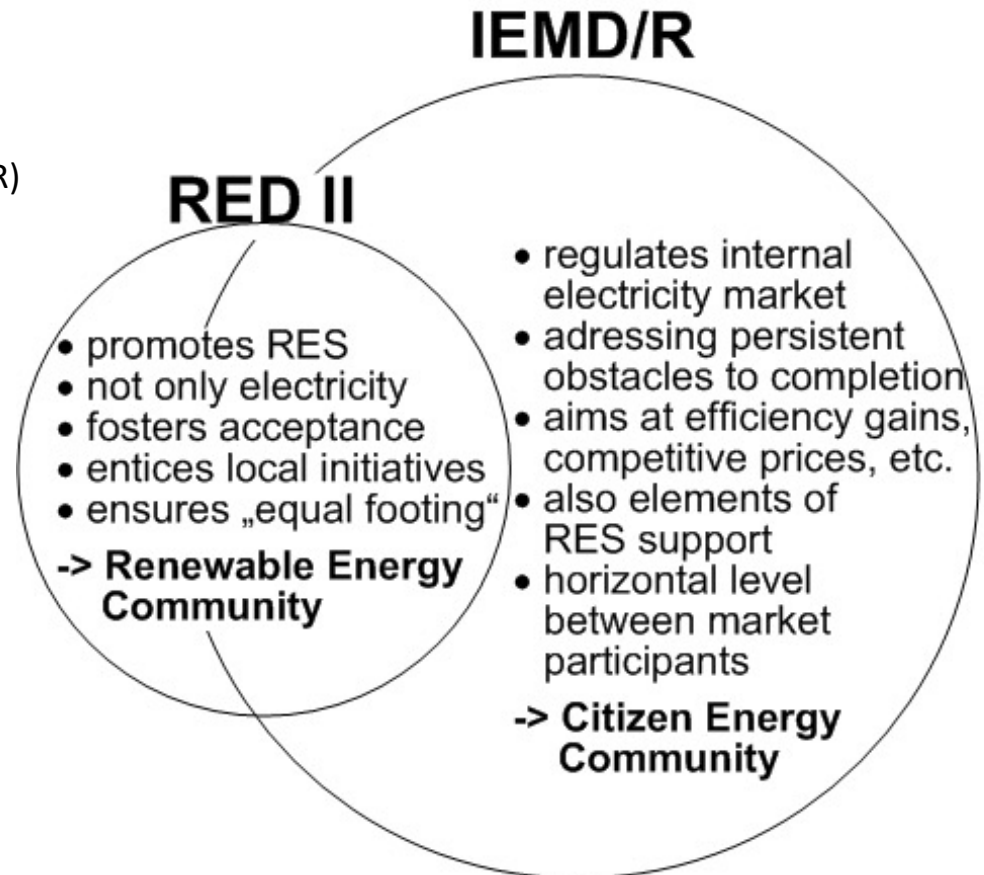 IEMD/R
R)
RED II
• promotes RES
• not only electricity
• fosters acceptance
• entices local initiatives
• ensures „equal footing“
-> Renewable Energy
Community
• regulates internal
electricity market
• adressing persistent
obstacles to completion
• aims at efficiency gains,
competitive prices, etc.
• also elements of
RES support
• horizontal level
between market
participants
-> Citizen Energy
Community